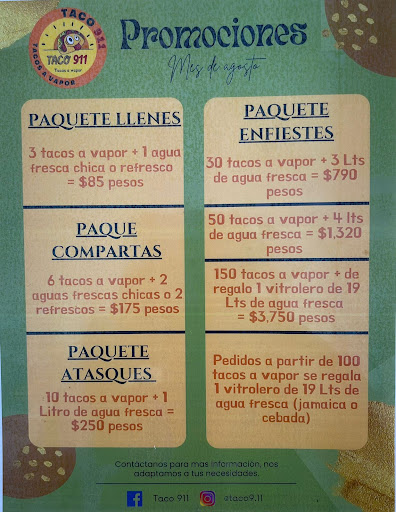 TACO 911
TACO 911
Tacos a vapor
TACOS A VAPOR
Promociones
Mes de agosto
PAQUETE LLENES
3 tacos a vapor + 1 agua
fresca chica o refresco
= $85 pesos
PAQUE
COMPARTAS
6 tacos a vapor + 2
aguas frescas chicas o 2
refrescos = $175 pesos
PAQUETE
ATASQUES
10 tacos a vapor + 1
Litro de agua fresca =
$250 pesos
PAQUETE
ENFIESTES
30 tacos a vapor + 3 Lts
de agua fresca = $790
pesos
50 tacos a vapor + 4 lts
de agua fresca = $1,320
pesos
150 tacos a vapor + de
regalo 1 vitrolero de 19
Lts de agua fresca
= $3,750 pesos
Pedidos a partir de 100
tacos a vapor se regala
1 vitrolero de 19 Lts de
agua fresca (jamaica o
cebada)
Contáctanos para mas información, nos
adaptamos a tus necesidades.
Taco 911 @taco9.11